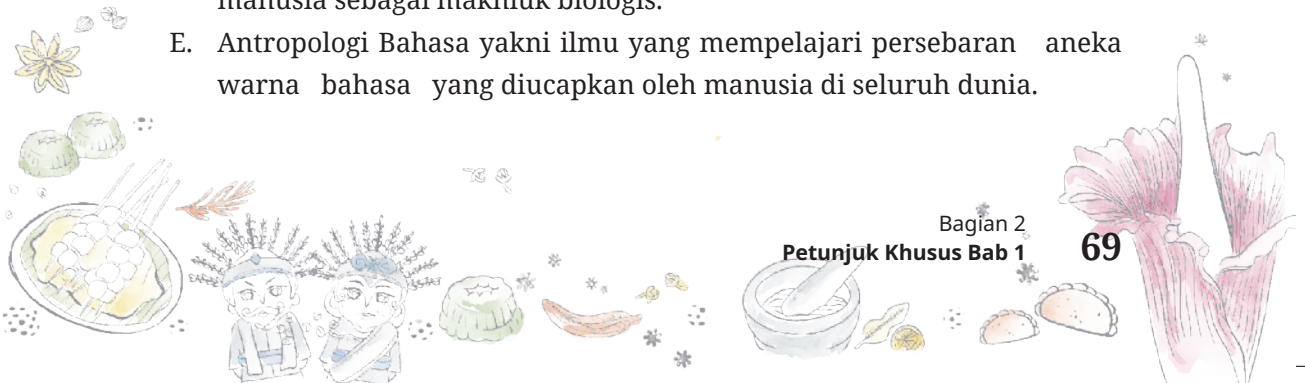 manusia sebagai makhluk biologis.
E. Antropologi Bahasa yakni ilmu yang mempelajari persebaran aneka
warna bahasa yang diucapkan oleh manusia di seluruh dunia.
Bagian 2
Petunjuk Khusus Bab 1
69